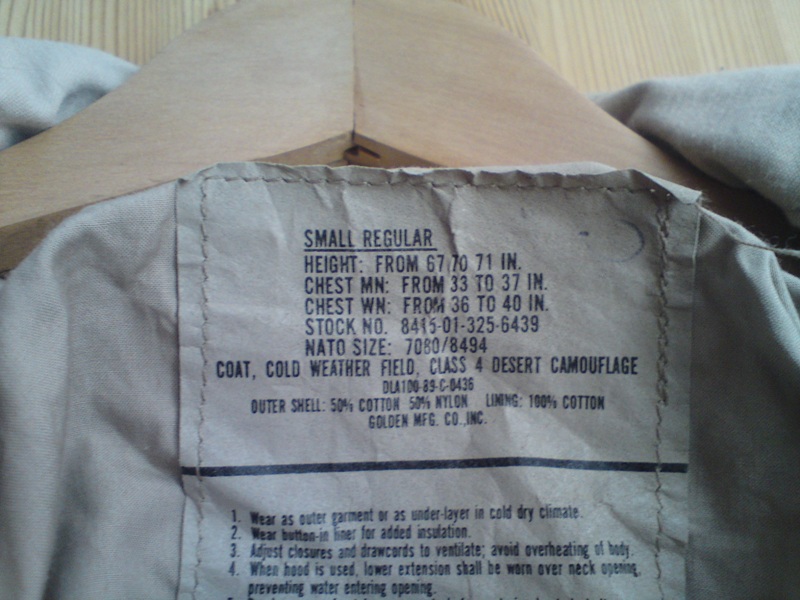 SMALL REGULAR
HEIGHT: FROM 67 TO 71 IN.
CHEST MN: FROM 33 TO 37 IN.
CHEST WN: FROM 36 TO 40 IN.
STOCK NO. 8415-01-325-6439
NATO SIZE: 7080/8494
COAT, COLD WEATHER FIELD, CLASS 4 DESERT CAMOUFLAGE
DLA100-89-C-0436
OUTER SHELL: 50% COTTON 50% NYLON LINING: 100% COTTON
GOLDEN MFG. CO.,INC.
1. Wear as outer garment or as under-layer in cold dry climate.
2. Wear button-in liner for added insulation.
3. Adjust closures and drawcords to ventilate; avoid overheating of body.
4. When hood is used, lower extension shall be worn over neck opening,
preventing water entering opening.